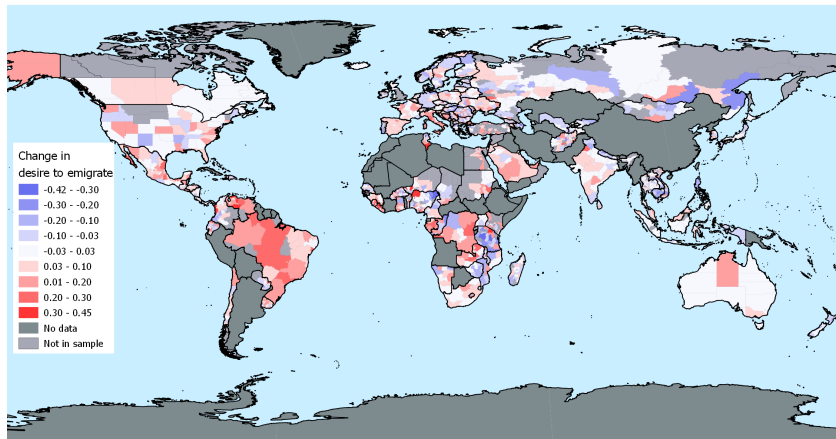 Change in
desire to emigrate
-0.42 - -0.30
-0.30 - -0.20
-0.20 - -0.10
-0.10 - -0.03
-0.03 - 0.03
0.03 - 0.10
0.01 - 0.20
0.20 - 0.30
0.30 - 0.45
No data
Not in sample